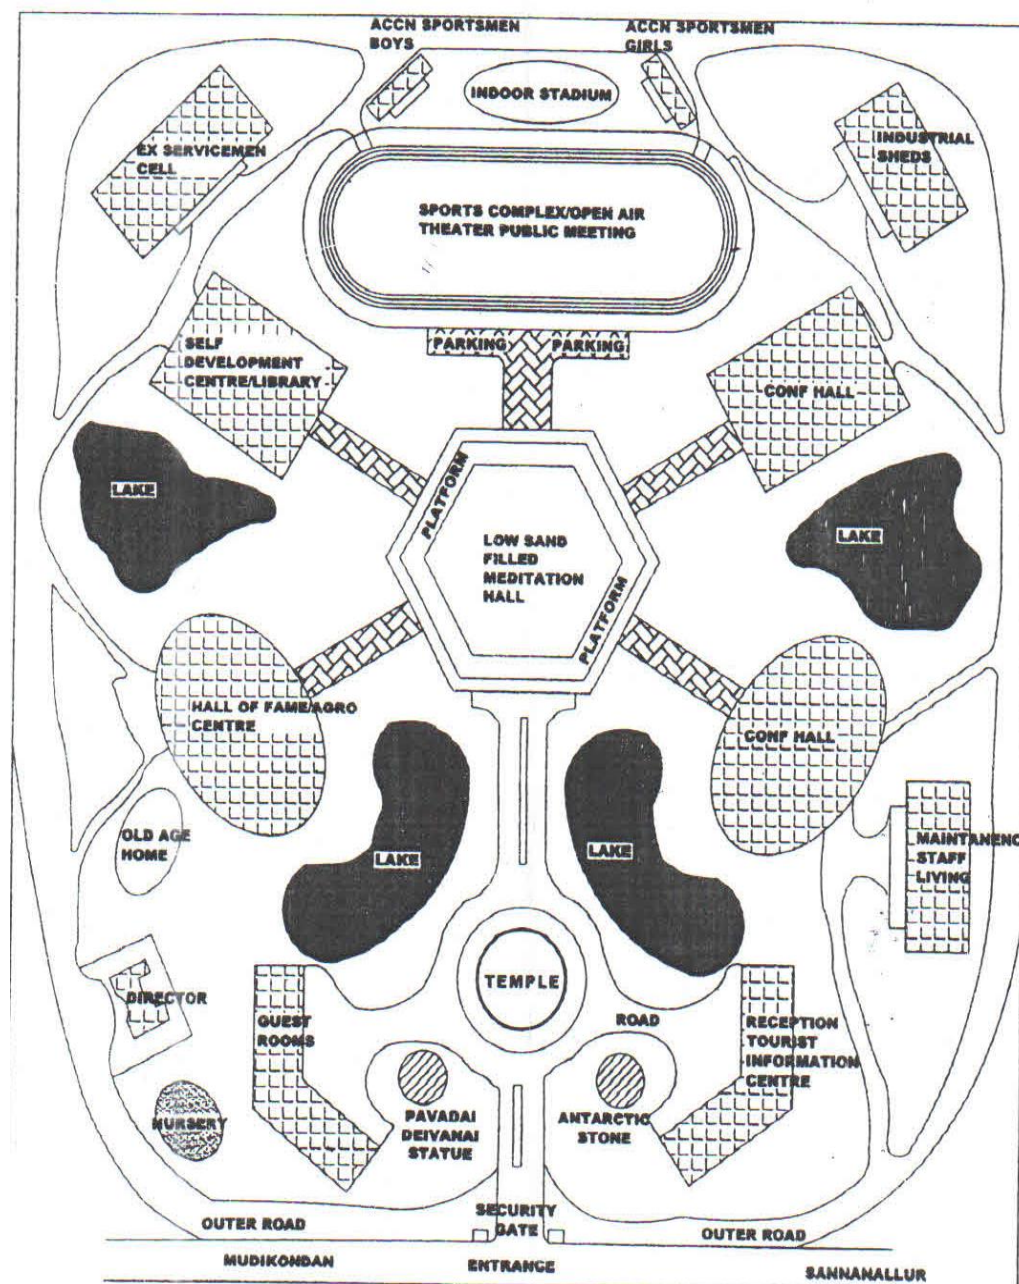 ACCN SPORTSMEN
BOYS
ACCN SPORTSMEN
GIRLS
INDOOR STADIUM
EX SERVICEMEN
CELL
INDUSTRIAL
SHEDS
SPORTS COMPLEX/OPEN AIR
THEATER PUBLIC MEETING
SELF
DEVELOPMENT
CENTRE/LIBRARY
PARKING
PARKING
CONF HALL
LAKE
PLATFORM
LOW SAND
FILLED
MEDITATION
HALL
PLATFORM
LAKE
HALL OF FAME/AGRO
CENTRE
CONF HALL
OLD AGE
HOME
LAKE
LAKE
MAINTANENC
STAFF
LIVING
DIRECTOR
GUEST
ROOMS
TEMPLE
ROAD
RECEPTION
TOURIST
INFORMATION
CENTRE
NURSERY
PAVADAI
DEIVANAI
STATUE
ANTARCTIC
STONE
SECURITY
GATE
OUTER ROAD
OUTER ROAD
MUDIKONDAN
ENTRANCE
SANNANALLUR